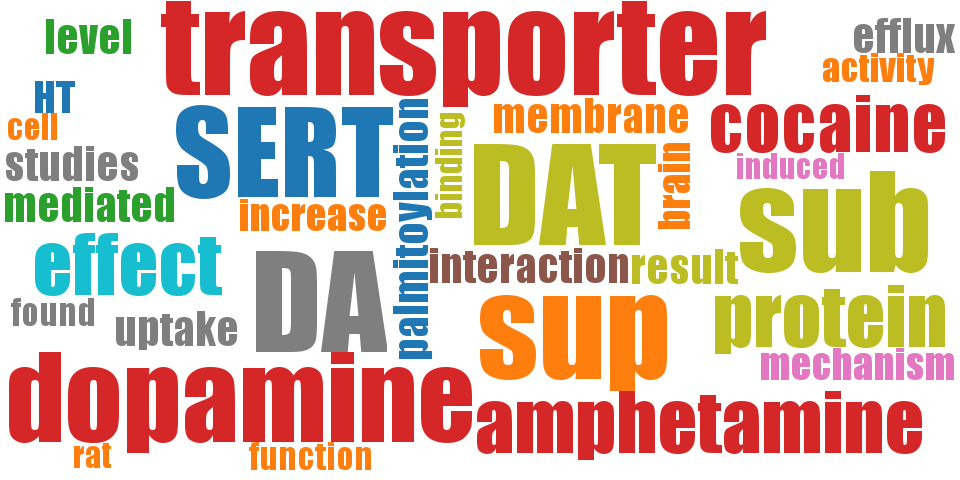 transporter
level
efflux
activity
HT
cell
SERT
palmitoylation
binding
membrane
cocaine
studies
mediated
increase
DAT
brain
induced
sub
effect
DA
interaction
result
found
uptake
sup
protein
mechanism
dopamine
amphetamine
rat
function